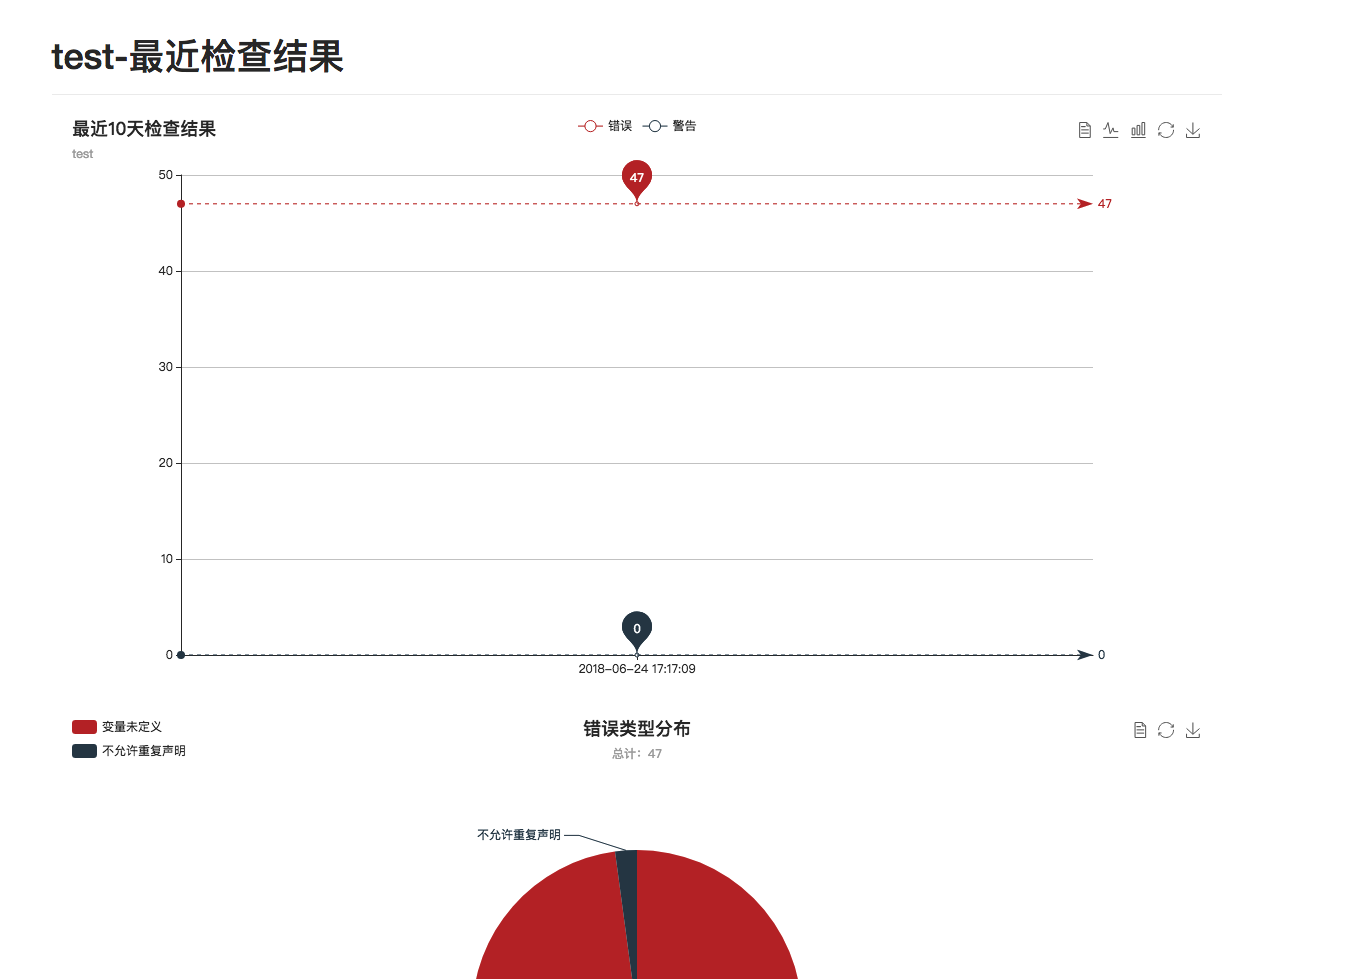 test-最近检查结果
最近10天检查结果
test
错误 警告
50
47
47
40
30
20
10
0
0
0
2018-06-24 17:17:09
变量未定义
不允许重复声明
错误类型分布
总计：47
不允许重复声明